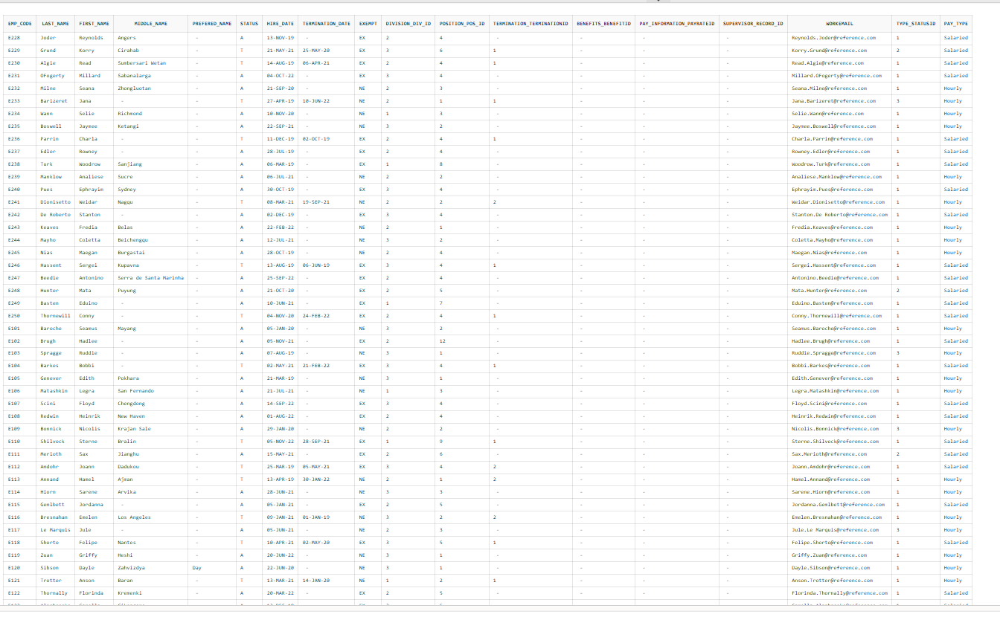 EMP_CODE LAST_NAME FIRST_NAME MIDDLE_NAME PREFERED_NAME STATUS HIRE_DATE TERMINATION_DATE EXEMPT DIVISION_DIV_ID POSITION_POS_ID TERMINATION_TERMINATIONID BENEFITS_BENEFITID PAY_INFORMATION_PAYRATEID SUPERVISOR_RECORD_ID WORKEMAIL TYPE_STATUSID PAY_TYPE
E228 Joder Reynolds Angers - A 13-NOV-19 - EX 2 4 - - - - Reynolds.Joder@reference.com 1 Salaried
E229 Grund Korry Cirahab - T 21-MAY-21 25-MAY-20 EX 3 6 1 - - - Korry.Grund@reference.com 2 Salaried
E230 Algie Read Sumbersari Wetan - T 14-AUG-19 06-APR-21 EX 2 4 1 - - - Read.Algie@reference.com 1 Salaried
E231 OFogerty Millard Sabanalarga - A 04-OCT-22 - EX 3 4 - - - - Millard.OFogerty@reference.com 1 Salaried
E232 Milne Seana Zhongluotan - A 21-SEP-20 - NE 2 3 - - - - Seana.Milne@reference.com 1 Hourly
E233 Barizeret Jana - - T 27-APR-19 10-JUN-22 NE 2 1 1 - - - Jana.Barizeret@reference.com 3 Hourly
E234 Wann Selie Richmond - A 10-NOV-20 - NE 1 3 - - - - Selie.Wann@reference.com 1 Hourly
E235 Boswell Jaymee Ketangi - A 22-SEP-21 - NE 3 2 - - - - Jaymee.Boswell@reference.com 1 Hourly
E236 Parrin Charla - - T 11-DEC-19 02-OCT-19 EX 2 4 1 - - - Charla.Parrin@reference.com 1 Salaried
E237 Edler Rowney - - A 28-JUL-19 - EX 2 4 - - - - Rowney.Edler@reference.com 1 Salaried
E238 Turk Woodrow Sanjiang - A 06-MAR-19 - EX 1 8 - - - - Woodrow.Turk@reference.com 1 Salaried
E239 Manklow Analiese Sucre - A 06-JUL-21 - NE 2 2 - - - - Analiese.Manklow@reference.com 1 Hourly
E240 Pues Ephrayim Sydney - A 30-OCT-19 - EX 3 4 - - - - Ephrayim.Pues@reference.com 1 Salaried
E241 Dionisetto Weidar Nagqu - T 08-MAR-21 19-SEP-21 NE 2 2 2 - - - Weidar.Dionisetto@reference.com 1 Hourly
E242 De Roberto Stanton - - A 02-DEC-19 - EX 3 4 - - - - Stanton.De Roberto@reference.com 1 Salaried
E243 Keaves Fredia Belas - A 22-FEB-22 - NE 2 1 - - - - Fredia.Keaves@reference.com 1 Hourly
E244 Mayho Coletta Beichengqu - A 12-JUL-21 - NE 3 2 - - - - Coletta.Mayho@reference.com 1 Hourly
E245 Nias Maegan Burgastai - A 28-OCT-19 - NE 2 4 - - - - Maegan.Nias@reference.com 1 Hourly
E246 Hassent Sergei Kupavna - T 13-AUG-19 06-JUN-19 EX 3 4 1 - - - Sergei.Hassent@reference.com 1 Salaried
E247 Beedie Antonino Serra de Santa Marinha - A 25-SEP-22 - EX 2 4 - - - - Antonino.Beedie@reference.com 1 Salaried
E248 Hunter Mata Puyung - A 21-OCT-20 - EX 2 5 - - - - Mata.Hunter@reference.com 2 Salaried
E249 Basten Eduino - - A 10-JUN-21 - EX 1 7 - - - - Eduino.Basten@reference.com 1 Salaried
E250 Thornewill Conny - - T 04-NOV-20 24-FEB-22 EX 2 4 1 - - - Conny.Thornewill@reference.com 1 Salaried
E101 Baroche Seamus Mayang - A 05-JAN-20 - NE 3 2 - - - - Seamus.Baroche@reference.com 1 Hourly
E102 Brugh Hadlee - - A 05-NOV-21 - EX 2 12 - - - - Hadlee.Brugh@reference.com 1 Salaried
E103 Spragge Ruddie - - A 07-AUG-19 - NE 3 1 - - - - Ruddie.Spragge@reference.com 3 Hourly
E104 Barkes Bobbi - - T 02-MAY-21 21-FEB-22 EX 3 4 1 - - - Bobbi.Barkes@reference.com 1 Salaried
E105 Genever Edith Pokhara - A 21-MAR-19 - NE 3 1 - - - - Edith.Genever@reference.com 1 Hourly
E106 Matashkin Legra San Fernando - A 21-JUL-21 - NE 1 3 - - - - Legra.Matashkin@reference.com 1 Hourly
E107 Scini Floyd Chengdong - A 14-SEP-22 - EX 3 4 - - - - Floyd.Scini@reference.com 1 Salaried
E108 Redwin Heinrik New Haven - A 01-AUG-22 - EX 2 4 - - - - Heinrik.Redwin@reference.com 1 Salaried
E109 Bonnick Nicolis Krajan Sale - A 29-JAN-20 - NE 2 2 - - - - Nicolis.Bonnick@reference.com 3 Hourly
E110 Shilvock Sterne Bralin - T 05-NOV-22 28-SEP-21 EX 1 9 1 - - - Sterne.Shilvock@reference.com 1 Salaried
E111 Merioth Sax Jianghu - A 15-MAY-21 - EX 2 6 - - - - Sax.Merioth@reference.com 2 Salaried
E112 Amdohr Joann Dadukou - T 25-MAR-19 05-MAY-21 EX 3 4 2 - - - Joann.Amdohr@reference.com 1 Salaried
E113 Annand Hamel Ajman - T 13-APR-19 30-JAN-22 NE 2 1 2 - - - Hamel.Annand@reference.com 1 Hourly
E114 Hiorn Sarene Arvika - A 28-JUN-21 - NE 3 3 - - - - Sarene.Hiorn@reference.com 1 Hourly
E115 Gemlbett Jordanna - - A 05-JAN-21 - EX 2 5 - - - - Jordanna.Gemlbett@reference.com 1 Salaried
E116 Bresnahan Emelen Los Angeles - T 09-JAN-21 01-JAN-19 NE 3 2 2 - - - Emelen.Bresnahan@reference.com 1 Hourly
E117 Le Marquis Jule - - A 05-JUN-21 - NE 2 3 - - - - Jule.Le Marquis@reference.com 3 Hourly
E118 Shorto Felipe Nantes - T 10-APR-21 02-MAY-20 EX 3 5 1 - - - Felipe.Shorto@reference.com 1 Salaried
E119 Zuan Griffy Heshi - A 20-JUN-22 - NE 3 1 - - - - Griffy.Zuan@reference.com 1 Hourly
E120 Sibson Dayle Zahvizdya Day A 22-JUN-20 - NE 3 1 - - - - Dayle.Sibson@reference.com 1 Hourly
E121 Trotter Anson Baran - T 13-MAR-21 14-JAN-20 NE 1 2 1 - - - Anson.Trotter@reference.com 1 Hourly
E122 Thornally Florinda Kremenki - A 20-MAR-22 - EX 2 5 - - - - Florinda.Thornally@reference.com 1 Salaried